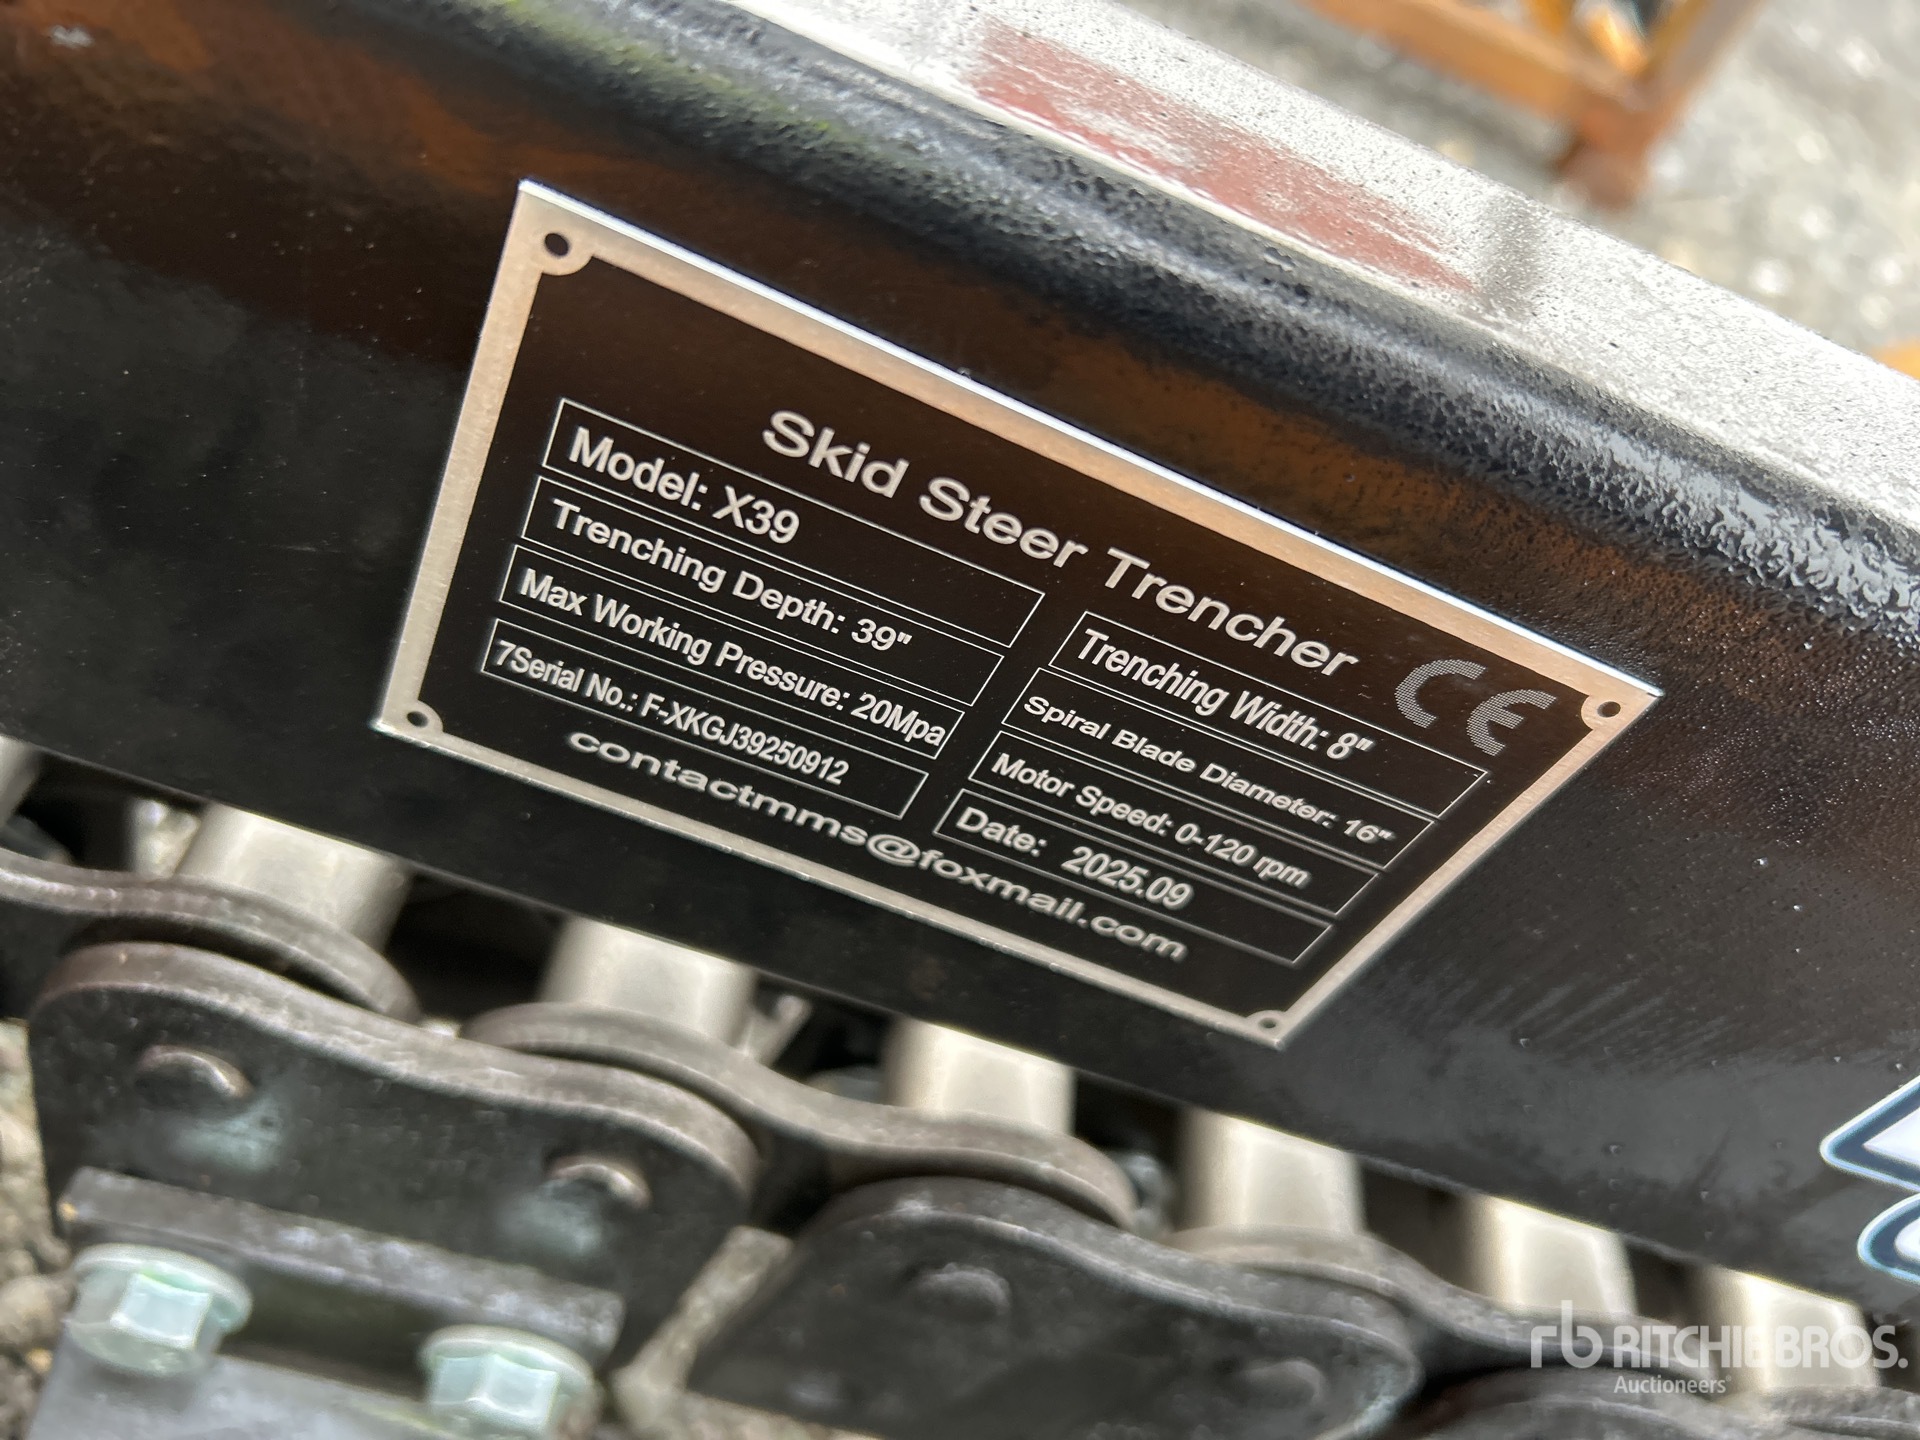 Skid Steer Trencher
CE
Model: X39
Trenching Depth: 39"
Max Working Pressure: 20Mpa
7Serial No.: F-XKGJ39250912
Trenching Width: 8"
Spiral Blade Diameter: 16"
Motor Speed: 0-120 rpm
Date: 2025.09
contactmms@foxmail.com
rb RITCHIE BROS.
Auctioneers